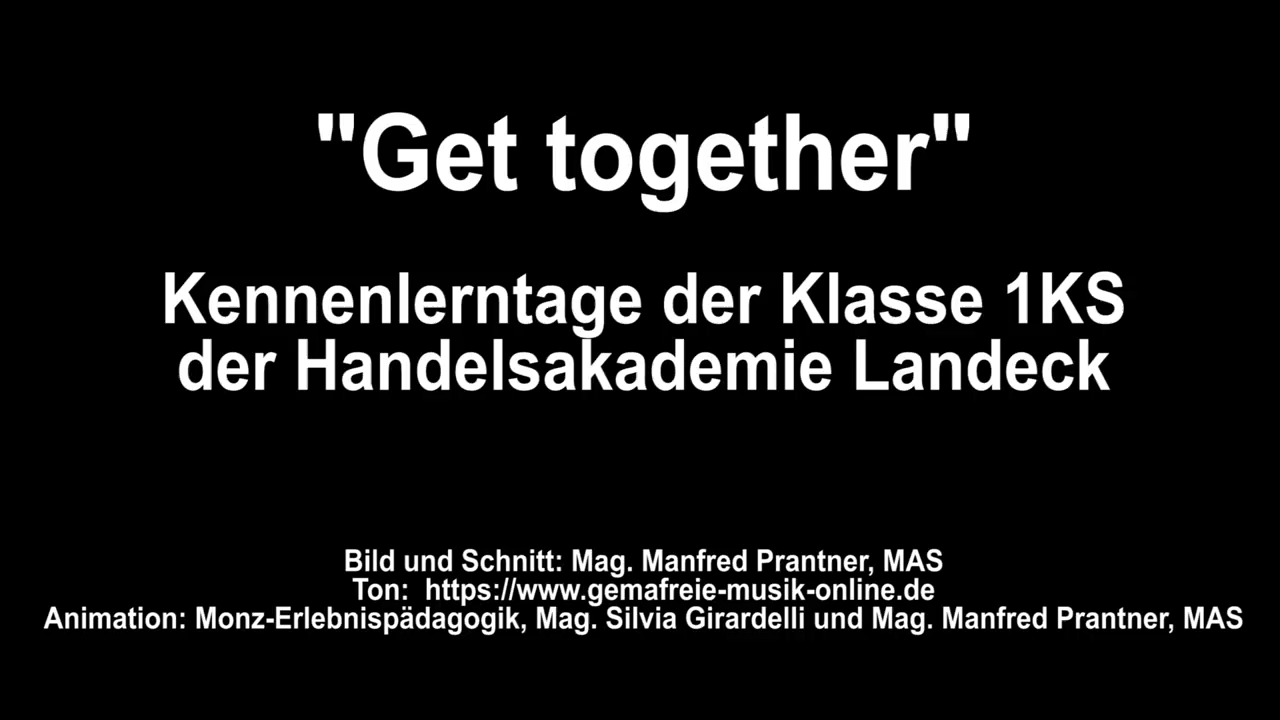 "Get together"
Kennenlerntage der Klasse 1KS
der Handelsakademie Landeck
Bild und Schnitt: Mag. Manfred Prantner, MAS
Ton:  https://www.gemafreie-musik-online.de
Animation: Monz-Erlebnispädagogik, Mag. Silvia Girardelli und Mag. Manfred Prantner, MAS